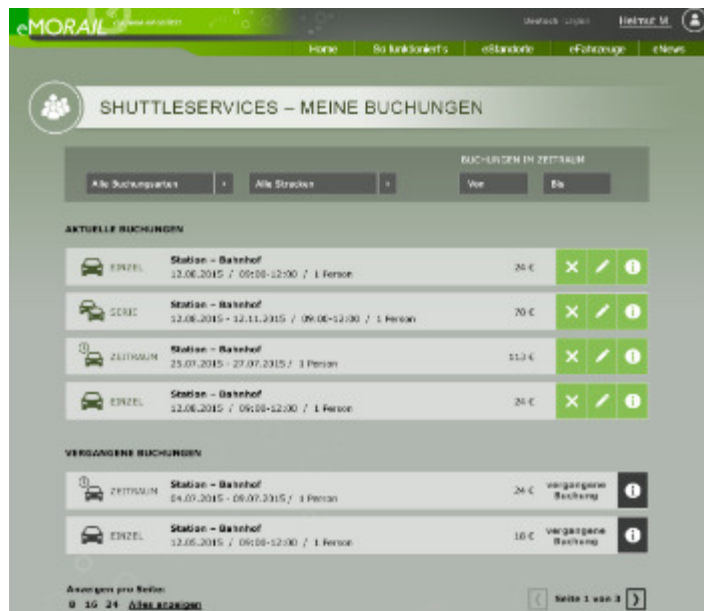 eMORAIL
Deutsch Helmut M.
Home So funktioniert's eStandorte eFahrzeuge eNews
SHUTTLESERVICES – MEINE BUCHUNGEN
BUCHUNGEN IM ZEITRAUM
Alle Buchungsarten Alle Strecken Von Bis
AKTUELLE BUCHUNGEN
Station – Bahnhof
EINZEL 24 €
12.08.2015 / 09:00-12:00 / 1 Person
Station – Bahnhof
SERIE 70 €
12.08.2015 - 12.11.2015 / 09:00-12:00 / 1 Person
Station – Bahnhof
ZEITRAUM 113 €
25.07.2015 - 27.07.2015 / 1 Person
Station – Bahnhof
EINZEL 24 €
12.08.2015 / 09:00-12:00 / 1 Person
VERGANGENE BUCHUNGEN
Station – Bahnhof
ZEITRAUM 24 € vergangene Buchung
04.07.2015 - 09.07.2015 / 1 Person
Station – Bahnhof
EINZEL 18 € vergangene Buchung
12.05.2015 / 09:00-12:00 / 1 Person
Anzeigen pro Seite:
8 16 24 Alles anzeigen Seite 1 von 3